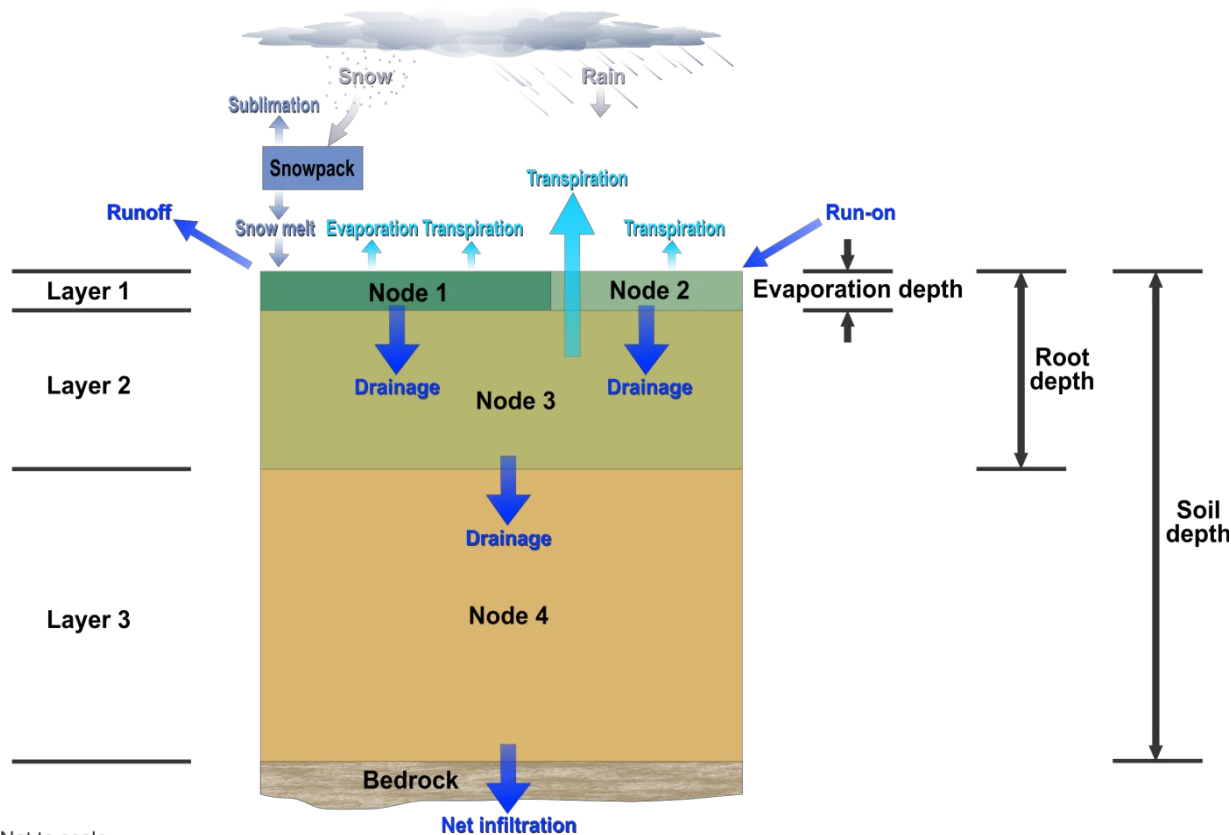 Snow
Rain
Sublimation
Snowpack
Transpiration
Runoff
Run-on
Snow melt
Evaporation
Transpiration
Transpiration
Layer 1
Node 1
Node 2
Evaporation depth
Layer 2
Drainage
Node 3
Drainage
Root
depth
Drainage
Soil
depth
Layer 3
Node 4
Bedrock
Net infiltration